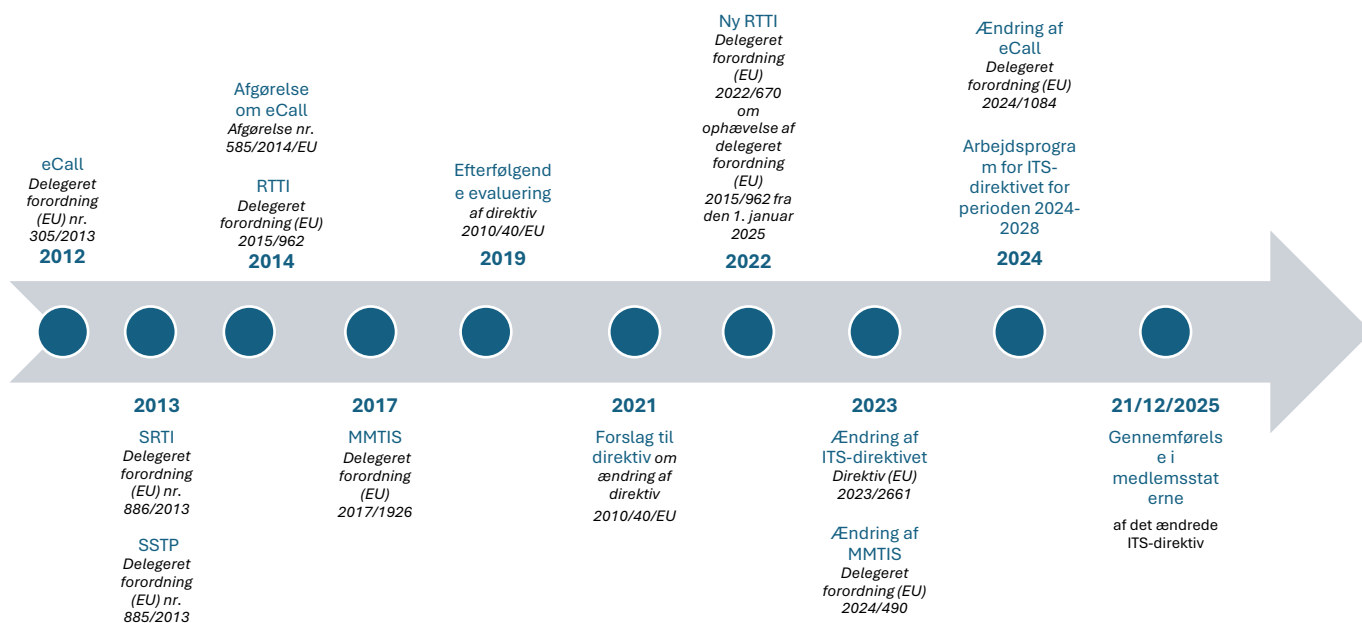 eCall
Delegeret
forordning
(EU) nr.
305/2013
2012
Afgørelse
om eCall
Afgørelse nr.
585/2014/EU
RTTI
Delegeret
forordning (EU)
2015/962
2014
Efterfølgend
e evaluering
af direktiv
2010/40/EU
2019
Ny RTTI
Delegeret
forordning
(EU)
2022/670
om
ophævelse af
delegeret
forordning
(EU)
2015/962 fra
den 1. januar
2025
2022
Ændring af
eCall
Delegeret
forordning (EU)
2024/1084
Arbejdsprogra
m for ITS-
direktivet for
perioden 2024-
2028
2024
2013
SRTI
Delegeret
forordning
(EU) nr.
886/2013
SSTP
Delegeret
forordning
(EU) nr.
885/2013
2017
MMTIS
Delegeret
forordning
(EU)
2017/1926
2021
Forslag til
direktiv om
ændring af
direktiv
2010/40/EU
2023
Ændring af
ITS-direktivet
Direktiv (EU)
2023/2661
Ændring af
MMTIS
Delegeret
forordning (EU)
2024/490
21/12/2025
Gennemførels
e i
medlemsstat
erne
af det ændrede
ITS-direktiv